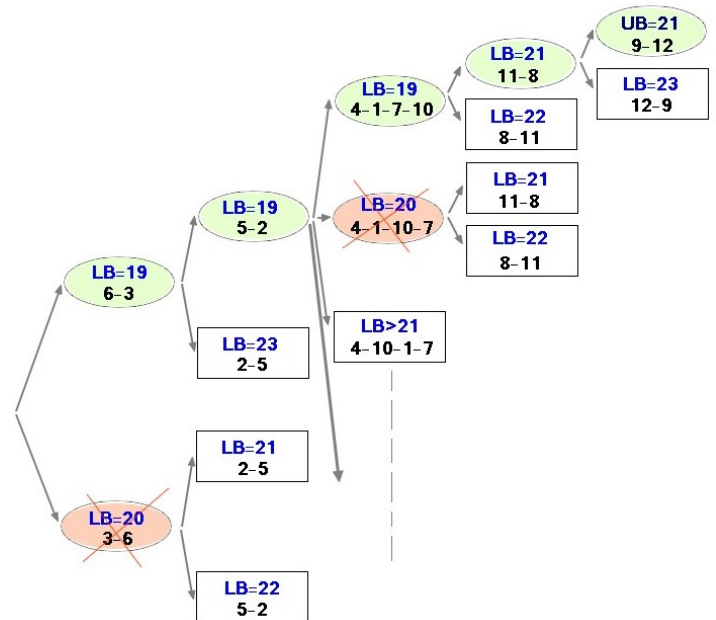 UB=21
9-12
LB=21
11-8
LB=23
12-9
LB=19
4-1-7-10
LB=22
8-11
LB=20
4-1-10-7
LB=21
11-8
LB=22
8-11
LB=19
5-2
LB=19
6-3
LB>21
4-10-1-7
LB=23
2-5
LB=21
2-5
LB=20
3-6
LB=22
5-2